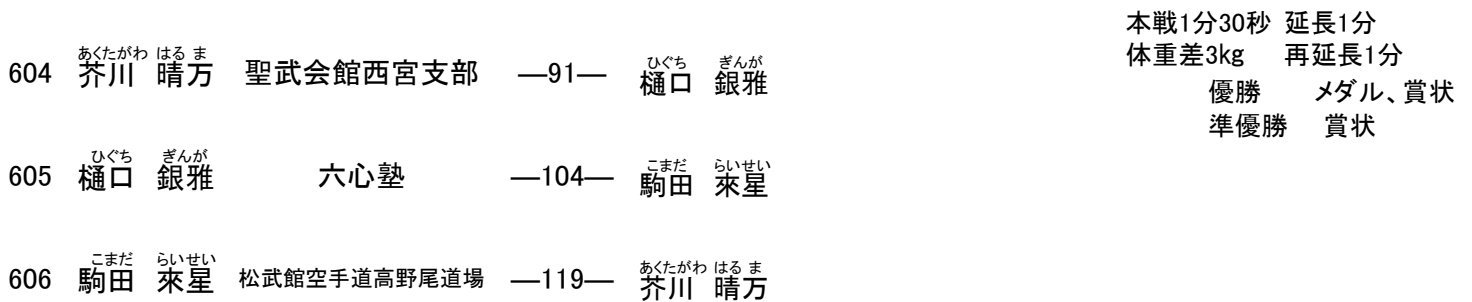 本戦1分30秒 延長1分
体重差3kg 再延長1分
優勝 メダル、賞状
準優勝 賞状
あくたがわ はる ま ひぐち ぎんが
604 芥川 晴万 聖武会館西宮支部 ―91― 樋口 銀雅
ひぐち ぎんが こまだ らいせい
605 樋口 銀雅 六心塾 ―104― 駒田 來星
こまだ らいせい あくたがわ はる ま
606 駒田 來星 松武館空手道高野尾道場 ―119― 芥川 晴万